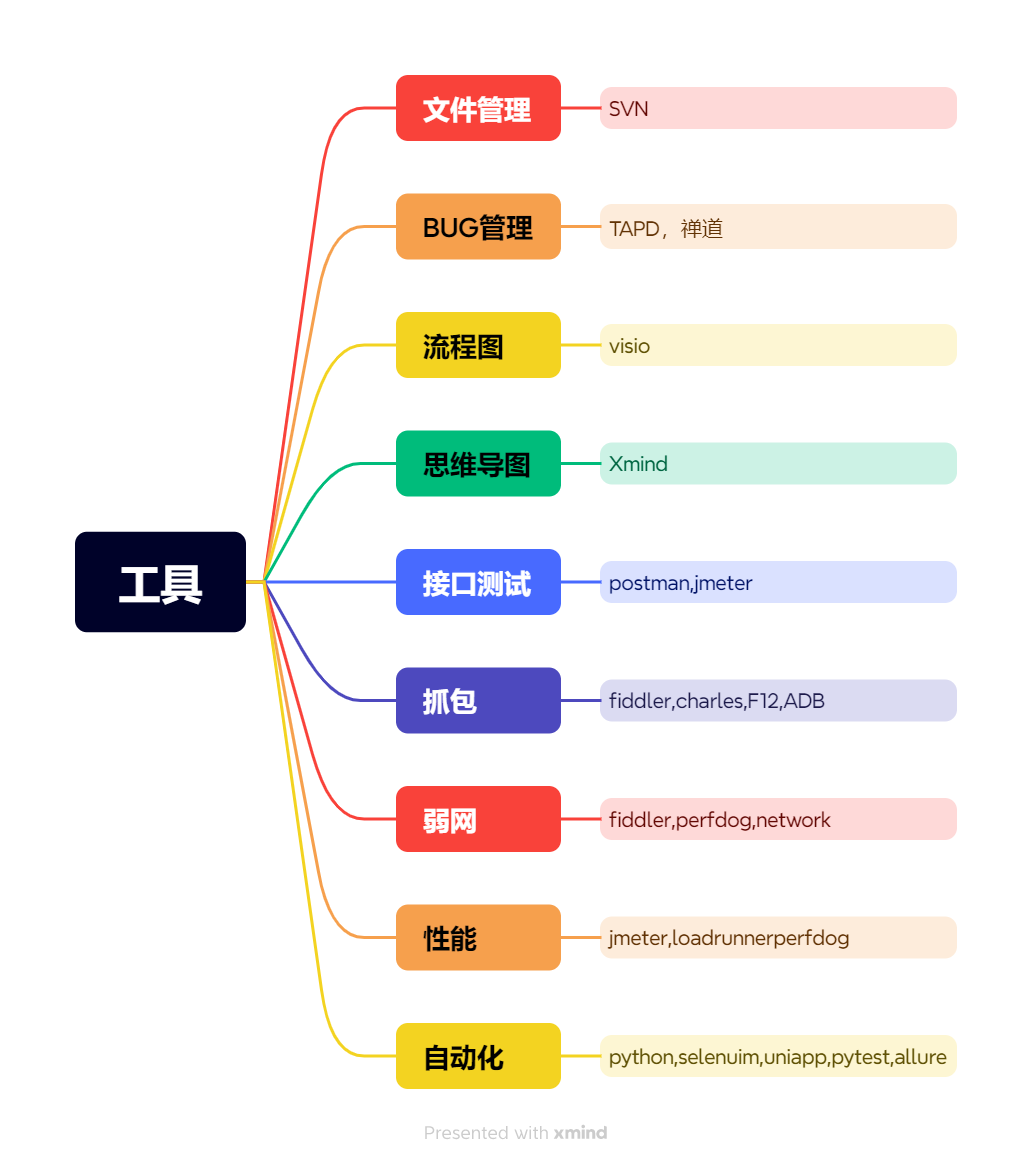 文件管理
SVN
BUG管理
TAPD，禅道
流程图
visio
思维导图
Xmind
工具
接口测试
postman,jmeter
抓包
fiddler,charles,F12,ADB
弱网
fiddler,perfdog,network
性能
jmeter,loadrunnerperfdog
自动化
python,selenuim,uniapp,pytest,allure
Presented with xmind